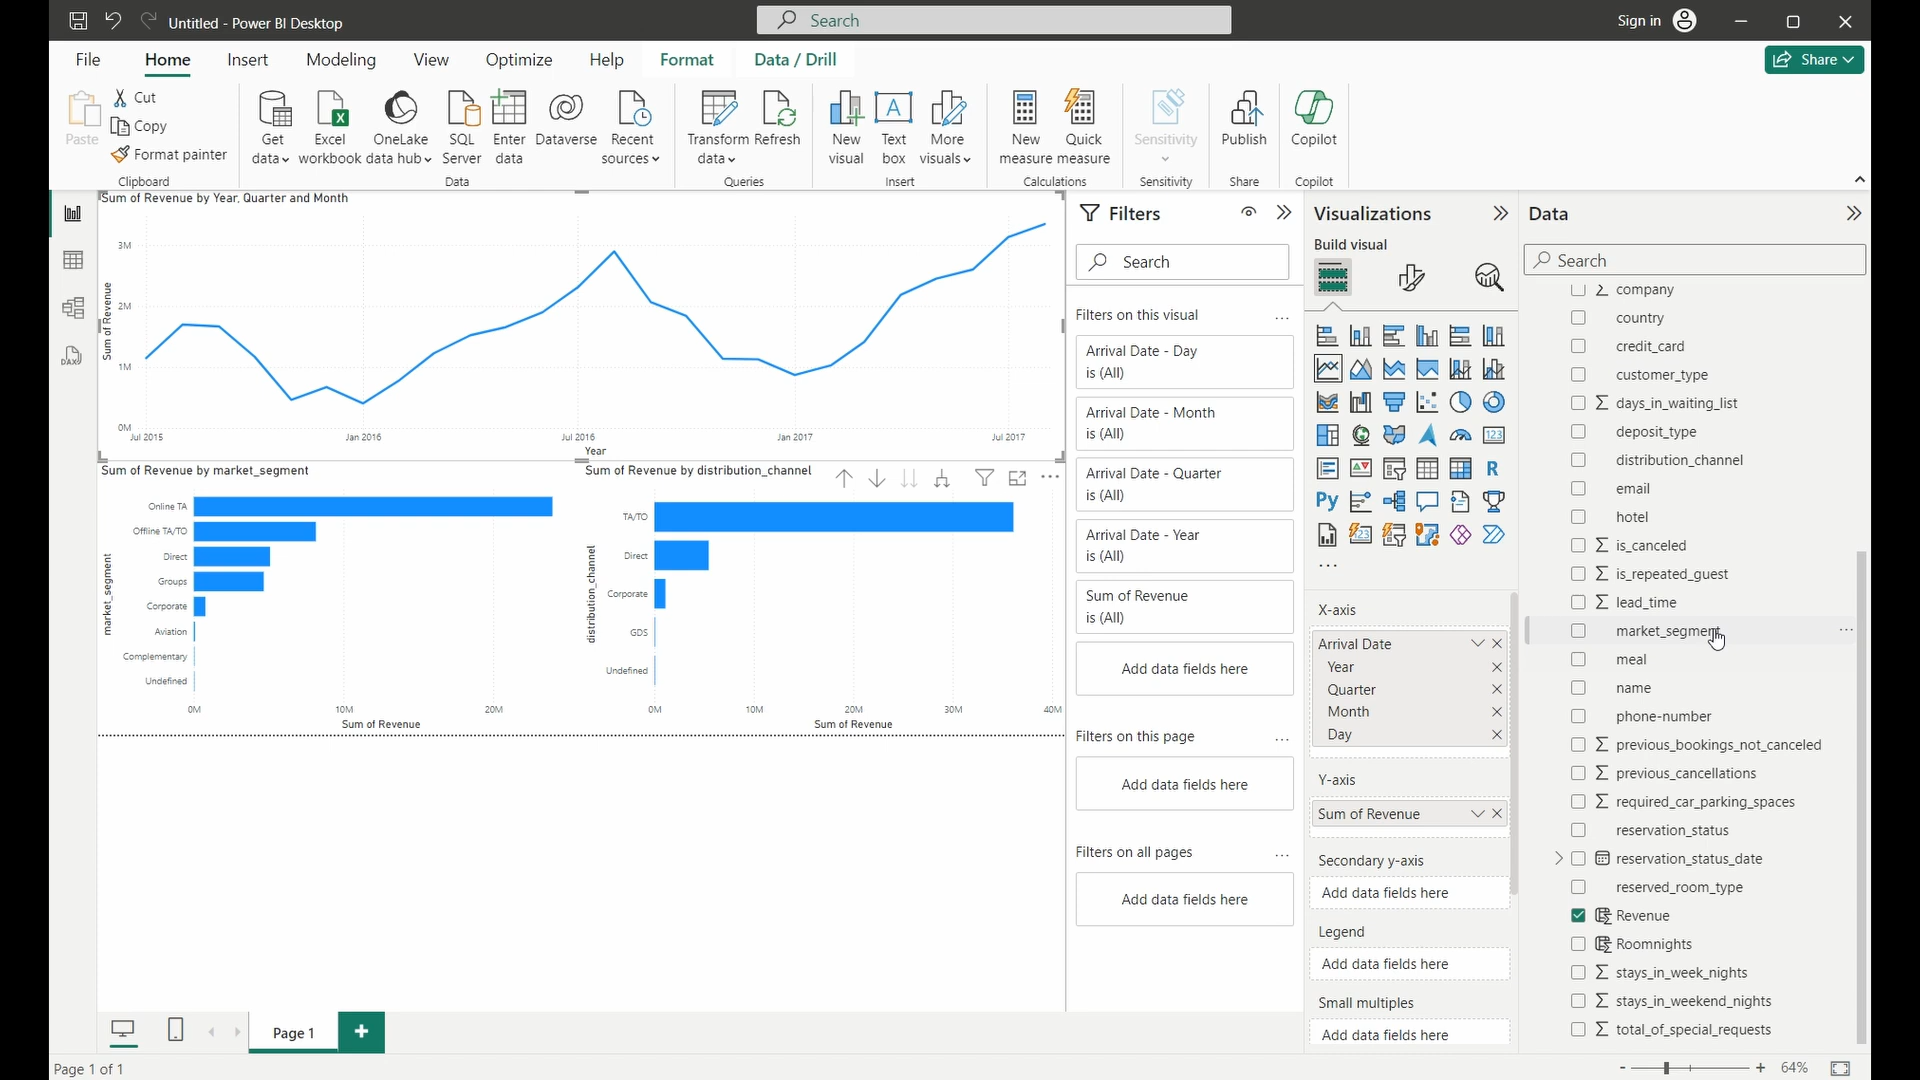 Untitled - Power BI Desktop
Search
Sign in
File
Home
Insert
Modeling
View
Optimize
Help
Format
Data / Drill
Share
Paste
Cut
Copy
Format painter
Clipboard
Get
data
Excel
workbook
OneLake
data hub
SQL
Server
Enter
data
Dataverse
Recent
sources
Data
Transform
data
Refresh
Queries
New
visual
Text
box
More
visuals
Insert
New
measure
Quick
measure
Calculations
Sensitivity
Sensitivity
Publish
Share
Copilot
Copilot
DAX
Sum of Revenue by Year, Quarter and Month
Sum of Revenue
3M
2M
1M
0M
Jul 2015
Jan 2016
Jul 2016
Jan 2017
Jul 2017
Year
Sum of Revenue by market_segment
market_segment
Online TA
Offline TA/TO
Direct
Groups
Corporate
Aviation
Complementary
Undefined
0M
10M
20M
Sum of Revenue
Sum of Revenue by distribution_channel
distribution_channel
TA/TO
Direct
Corporate
GDS
Undefined
0M
10M
20M
30M
40M
Sum of Revenue
Filters
Search
Filters on this visual
Arrival Date - Day
is (All)
Arrival Date - Month
is (All)
Arrival Date - Quarter
is (All)
Arrival Date - Year
is (All)
Sum of Revenue
is (All)
Add data fields here
Filters on this page
Add data fields here
Filters on all pages
Add data fields here
Visualizations
Build visual
123
R
Py
123
X-axis
Arrival Date
Year
Quarter
Month
Day
Y-axis
Sum of Revenue
Secondary y-axis
Add data fields here
Legend
Add data fields here
Small multiples
Add data fields here
Data
Search
company
country
credit_card
customer_type
days_in_waiting_list
deposit_type
distribution_channel
email
hotel
is_canceled
is_repeated_guest
lead_time
market_segment
meal
name
phone-number
previous_bookings_not_canceled
previous_cancellations
required_car_parking_spaces
reservation_status
reservation_status_date
reserved_room_type
Revenue
Roomnights
stays_in_week_nights
stays_in_weekend_nights
total_of_special_requests
Page 1
Page 1 of 1
64%